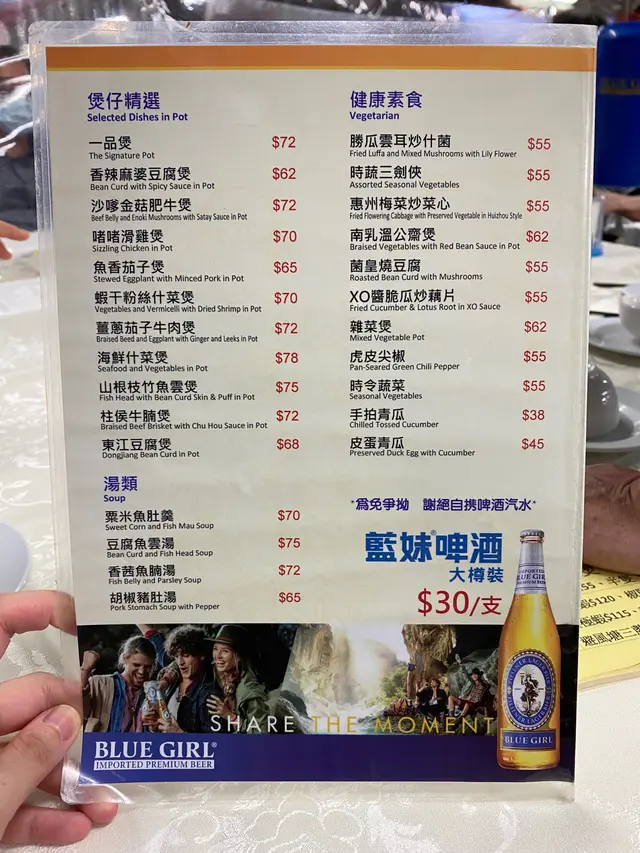 煲仔精選
Selected Dishes in Pot
一品煲 $72
The Signature Pot
香辣麻婆豆腐煲 $62
Bean Curd with Spicy Sauce in Pot
沙嗲金菇肥牛煲 $72
Beef Belly and Enoki Mushrooms with Satay Sauce in Pot
啫啫滑雞煲 $70
Sizzling Chicken in Pot
魚香茄子煲 $65
Stewed Eggplant with Minced Pork in Pot
蝦干粉絲什菜煲 $70
Vegetables and Vermicelli with Dried Shrimp in Pot
薑蔥茄子牛肉煲 $72
Braised Beed and Eggplant with Ginger and Leeks in Pot
海鮮什菜煲 $78
Seafood and Vegetables in Pot
山根枝竹魚雲煲 $75
Fish Head with Bean Curd Skin & Puff in Pot
柱侯牛腩煲 $72
Braised Beef Brisket with Chu Hou Sauce in Pot
東江豆腐煲 $68
Dongjiang Bean Curd in Pot
湯類
Soup
粟米魚肚羹 $70
Sweet Corn and Fish Mau Soup
豆腐魚雲湯 $75
Bean Curd and Fish Head Soup
香茜魚腩湯 $72
Fish Belly and Parsley Soup
胡椒豬肚湯 $65
Pork Stomach Soup with Pepper
健康素食
Vegetarian
勝瓜雲耳炒什菌 $55
Fried Luffa and Mixed Mushrooms with Lily Flower
時蔬三劍俠 $55
Assorted Seasonal Vegetables
惠州梅菜炒菜心 $55
Fried Flowering Cabbage with Preserved Vegetable in Huizhou Style
南乳溫公齋煲 $62
Braised Vegetables with Red Bean Sauce in Pot
菌皇燒豆腐 $55
Roasted Bean Curd with Mushrooms
XO醬脆瓜炒藕片 $55
Fried Cucumber & Lotus Root in XO Sauce
雜菜煲 $62
Mixed Vegetable Pot
虎皮尖椒 $55
Pan-Seared Green Chili Pepper
時令蔬菜 $55
Seasonal Vegetables
手拍青瓜 $38
Chilled Tossed Cucumber
皮蛋青瓜 $45
Preserved Duck Egg with Cucumber
*為免爭拗 謝絕自携啤酒汽水*
藍妹®啤酒
大樽裝
$30/支
SHARE THE MOMENT
BLUE GIRL®
IMPORTED PREMIUM BEER
BLUE GIRL
BLUE GIRL